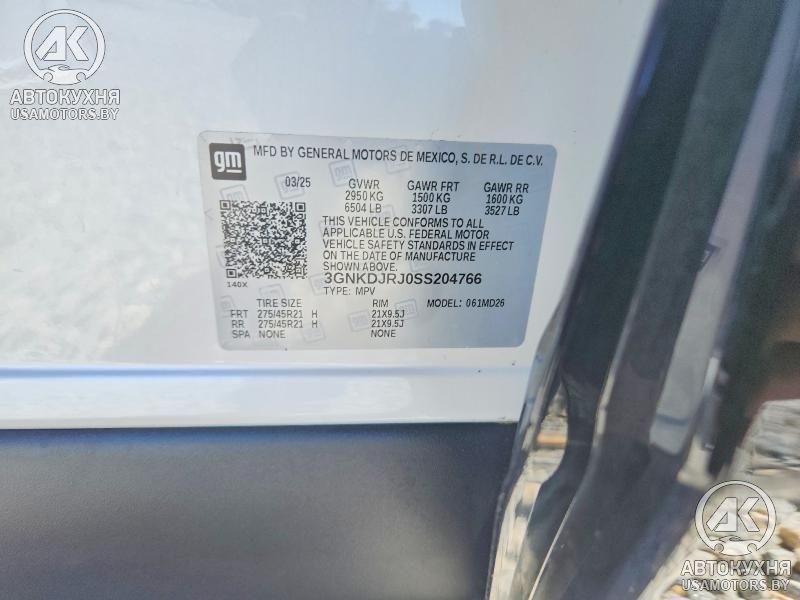 AK
АВТОКУХНЯ
USAMOTORS.BY
gm
MFD BY GENERAL MOTORS DE MEXICO, S. DE R.L. DE C.V.
03/25 GVWR GAWR FRT GAWR RR
2950 KG 1500 KG 1600 KG
6504 LB 3307 LB 3527 LB
THIS VEHICLE CONFORMS TO ALL
APPLICABLE U.S. FEDERAL MOTOR
VEHICLE SAFETY STANDARDS IN EFFECT
ON THE DATE OF MANUFACTURE
SHOWN ABOVE.
140X
3GNKDJRJ0SS204766
TYPE: MPV
TIRE SIZE RIM MODEL: 061MD26
FRT 275/45R21 H 21X9.5J
RR 275/45R21 H 21X9.5J
SPA NONE NONE
AK
АВТОКУХНЯ
USAMOTORS.BY